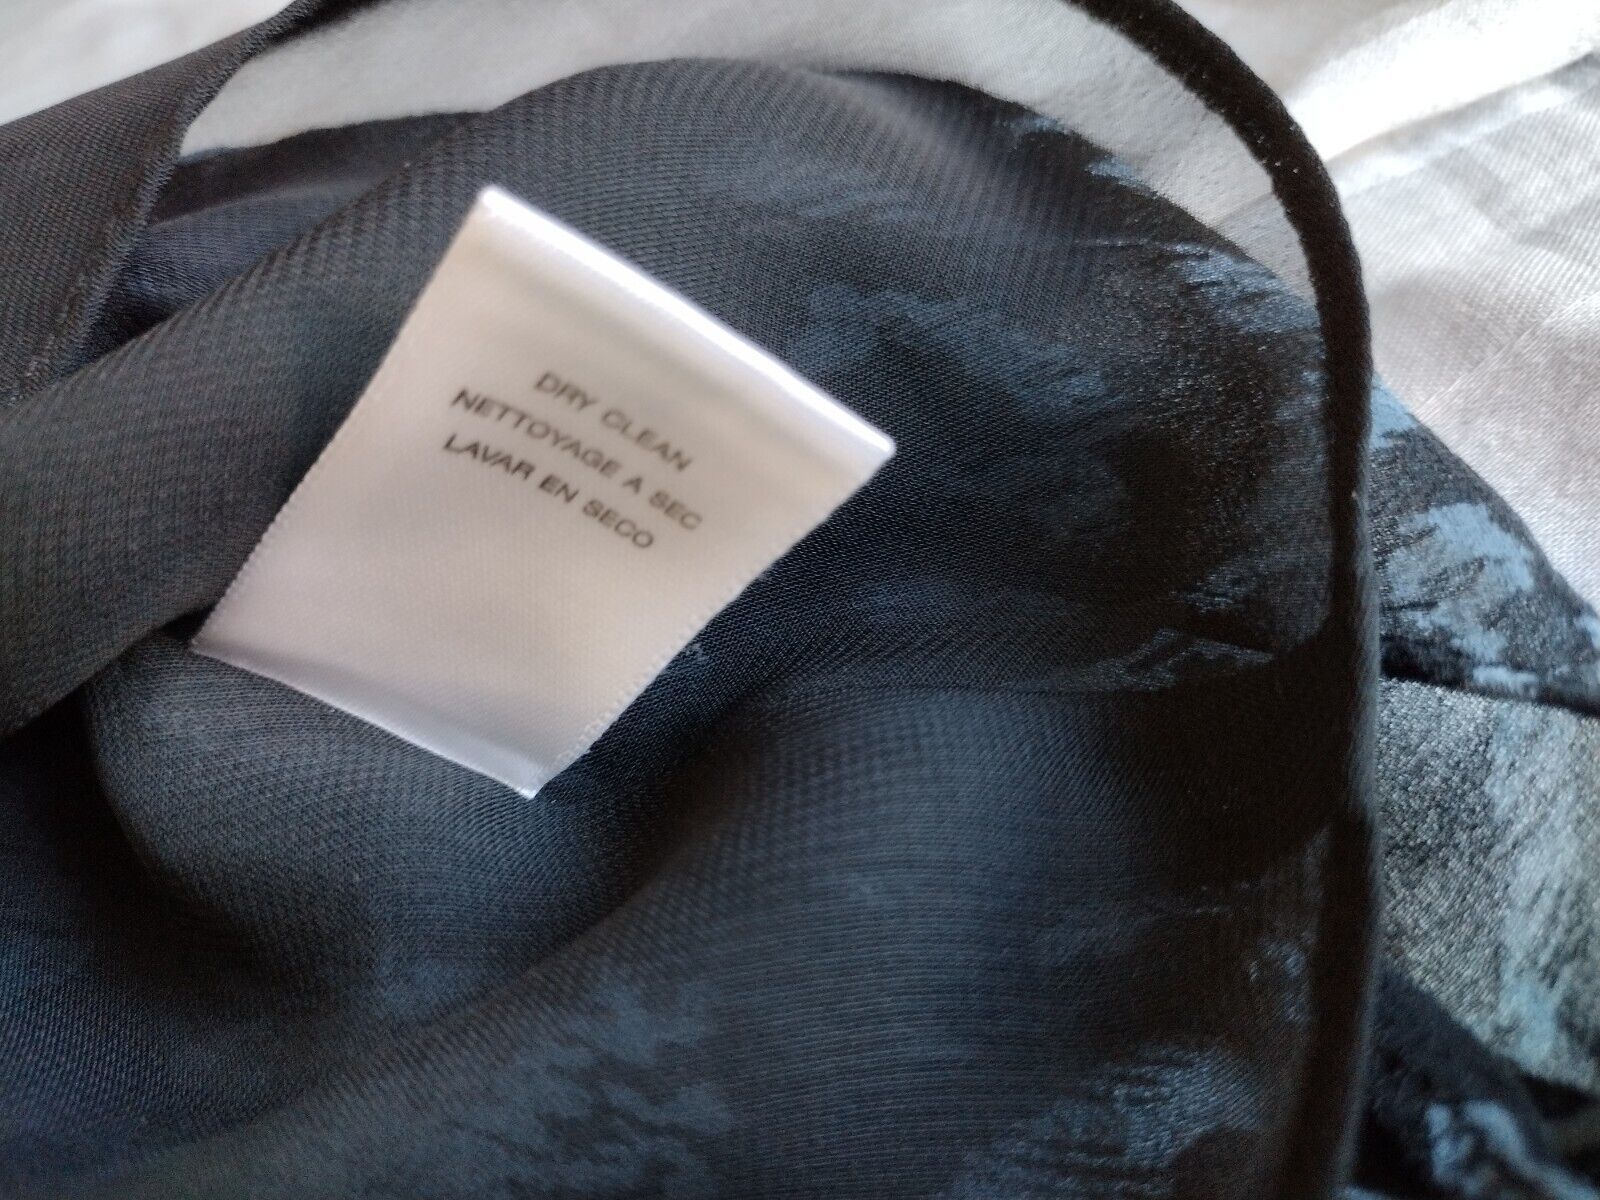 DRY CLEAN
NETTOYAGE A SEC
LAVAR EN SECO